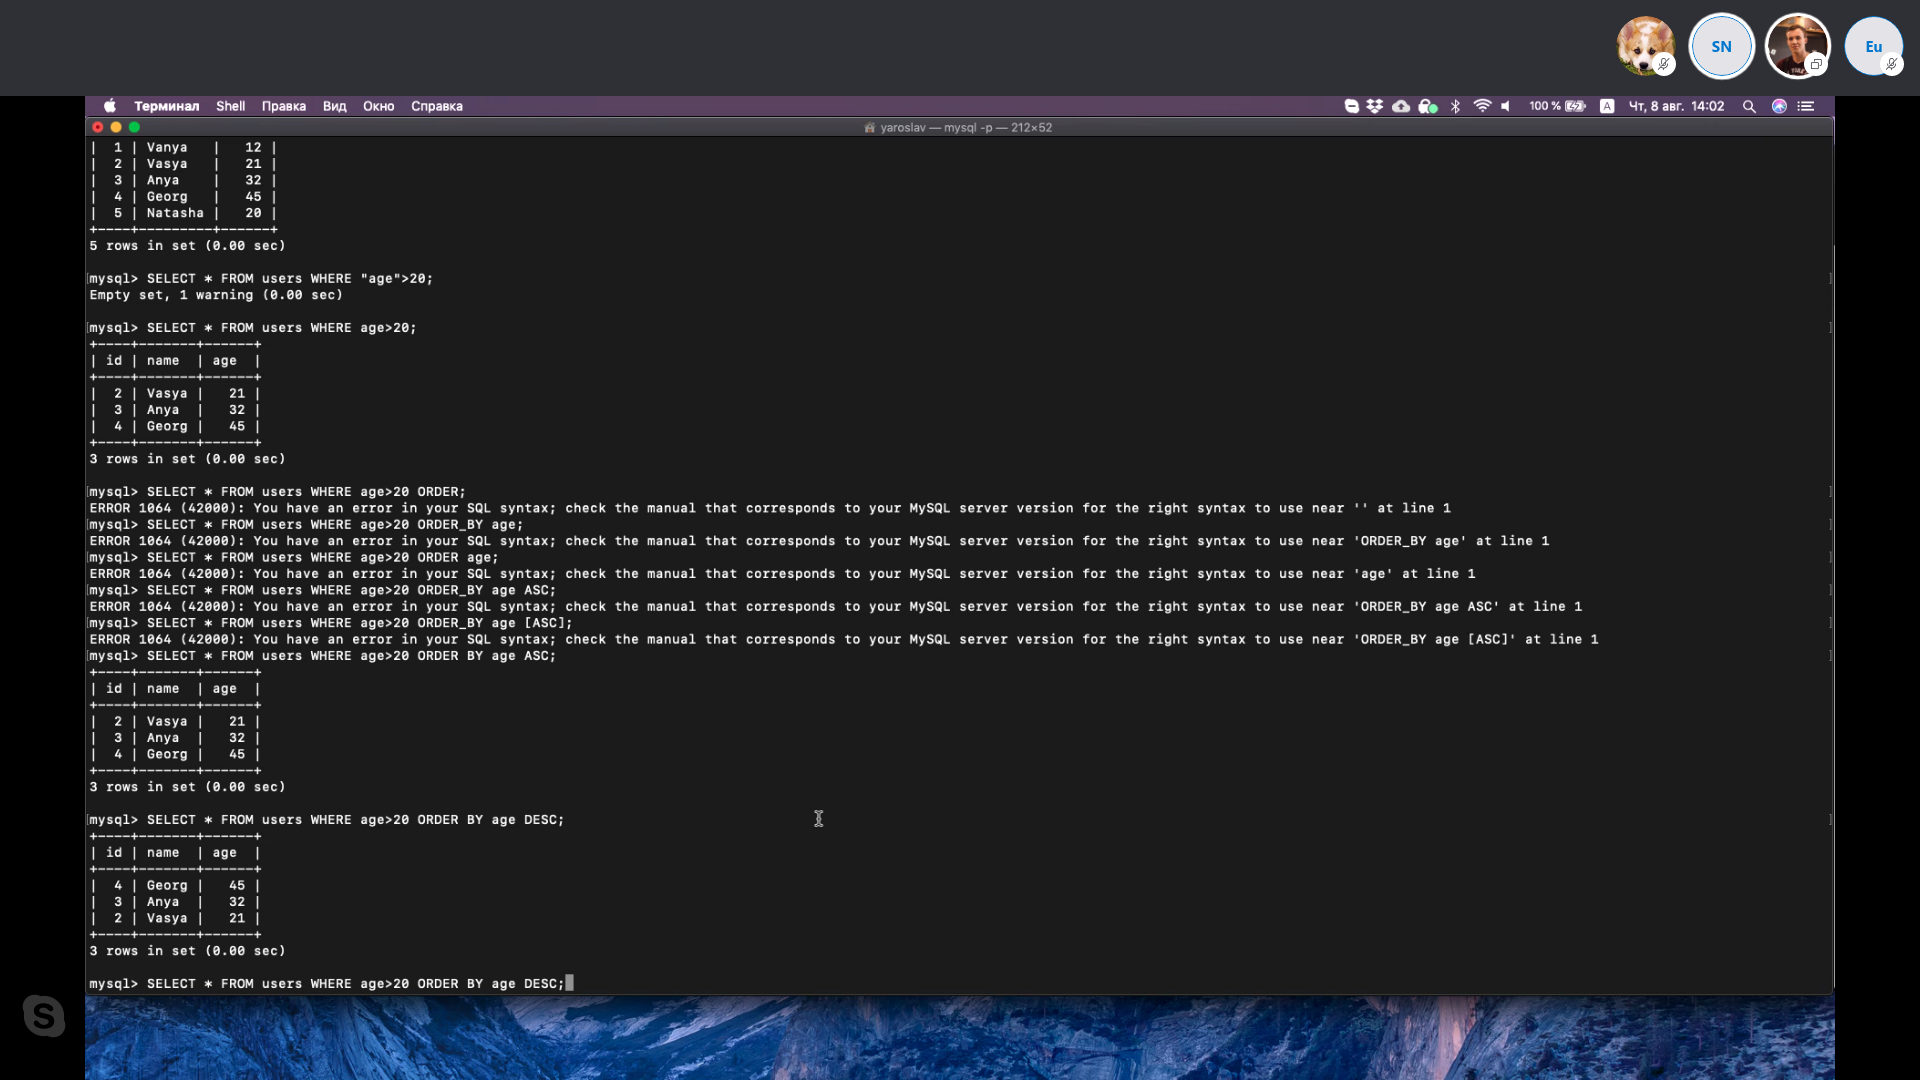 SN
Eu
Терминал Shell Правка Вид Окно Справка 100 % A Чт, 8 авг. 14:02
yaroslav — mysql -p — 212×52
| 1 | Vanya | 12 |
| 2 | Vasya | 21 |
| 3 | Anya | 32 |
| 4 | Georg | 45 |
| 5 | Natasha | 20 |
+----+---------+------+
5 rows in set (0.00 sec)
[mysql> SELECT * FROM users WHERE "age">20; ]
Empty set, 1 warning (0.00 sec)
[mysql> SELECT * FROM users WHERE age>20; ]
+----+-------+------+
| id | name | age |
+----+-------+------+
| 2 | Vasya | 21 |
| 3 | Anya | 32 |
| 4 | Georg | 45 |
+----+-------+------+
3 rows in set (0.00 sec)
[mysql> SELECT * FROM users WHERE age>20 ORDER; ]
ERROR 1064 (42000): You have an error in your SQL syntax; check the manual that corresponds to your MySQL server version for the right syntax to use near '' at line 1
[mysql> SELECT * FROM users WHERE age>20 ORDER_BY age; ]
ERROR 1064 (42000): You have an error in your SQL syntax; check the manual that corresponds to your MySQL server version for the right syntax to use near 'ORDER_BY age' at line 1
[mysql> SELECT * FROM users WHERE age>20 ORDER age; ]
ERROR 1064 (42000): You have an error in your SQL syntax; check the manual that corresponds to your MySQL server version for the right syntax to use near 'age' at line 1
[mysql> SELECT * FROM users WHERE age>20 ORDER_BY age ASC; ]
ERROR 1064 (42000): You have an error in your SQL syntax; check the manual that corresponds to your MySQL server version for the right syntax to use near 'ORDER_BY age ASC' at line 1
[mysql> SELECT * FROM users WHERE age>20 ORDER_BY age [ASC]; ]
ERROR 1064 (42000): You have an error in your SQL syntax; check the manual that corresponds to your MySQL server version for the right syntax to use near 'ORDER_BY age [ASC]' at line 1
[mysql> SELECT * FROM users WHERE age>20 ORDER BY age ASC; ]
+----+-------+------+
| id | name | age |
+----+-------+------+
| 2 | Vasya | 21 |
| 3 | Anya | 32 |
| 4 | Georg | 45 |
+----+-------+------+
3 rows in set (0.00 sec)
[mysql> SELECT * FROM users WHERE age>20 ORDER BY age DESC; ]
+----+-------+------+
| id | name | age |
+----+-------+------+
| 4 | Georg | 45 |
| 3 | Anya | 32 |
| 2 | Vasya | 21 |
+----+-------+------+
3 rows in set (0.00 sec)
mysql> SELECT * FROM users WHERE age>20 ORDER BY age DESC;